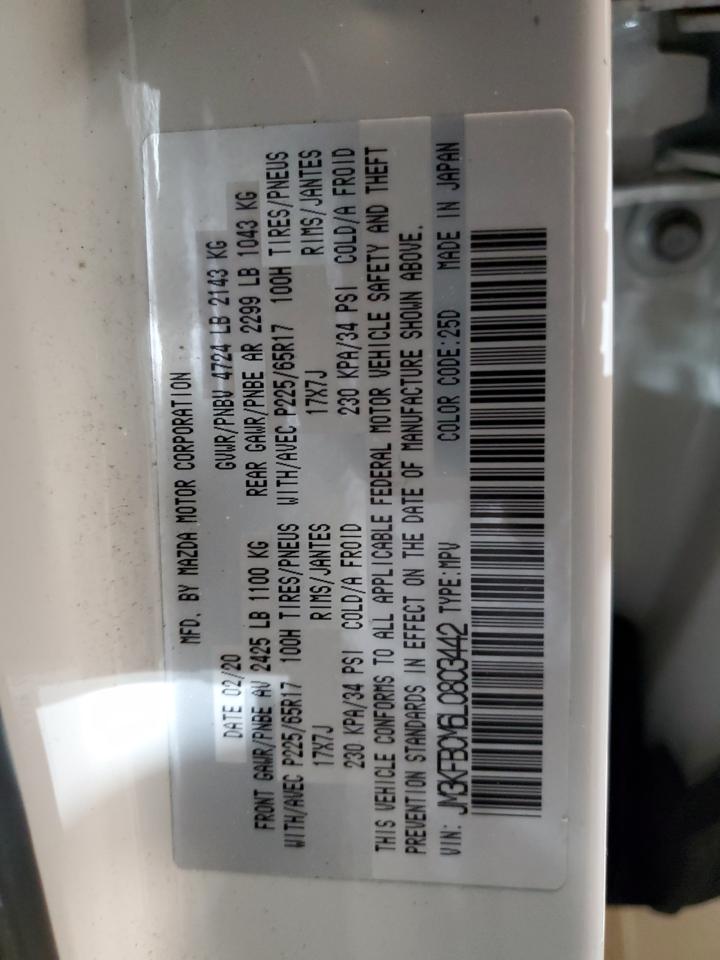 MFD. BY MAZDA MOTOR CORPORATION
DATE 02/20 GVWR/PNBV 4724 LB 2143 KG
FRONT GAWR/PNBE AV 2425 LB 1100 KG REAR GAWR/PNBE AR 2299 LB 1043 KG
WITH/AVEC P225/65R17 100H TIRES/PNEUS WITH/AVEC P225/65R17 100H TIRES/PNEUS
17X7J RIMS/JANTES 17X7J RIMS/JANTES
230 KPA/34 PSI COLD/A FROID 230 KPA/34 PSI COLD/A FROID
THIS VEHICLE CONFORMS TO ALL APPLICABLE FEDERAL MOTOR VEHICLE SAFETY AND THEFT
PREVENTION STANDARDS IN EFFECT ON THE DATE OF MANUFACTURE SHOWN ABOVE.
VIN: JM3KFBCM6L0803442 TYPE:MPV COLOR CODE:25D MADE IN JAPAN